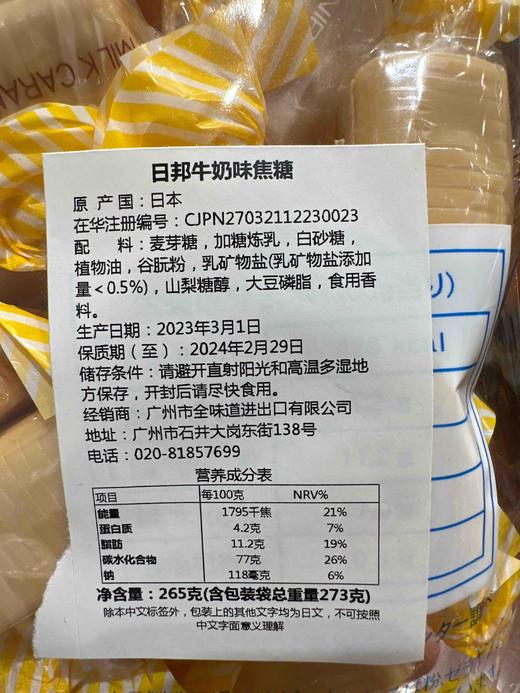 MILK CARA
日邦牛奶味焦糖
原 产 国：日本
在华注册编号：CJPN27032112230023
配 料：麦芽糖，加糖炼乳，白砂糖，
植物油，谷朊粉，乳矿物盐(乳矿物盐添加
量＜0.5%)，山梨糖醇，大豆磷脂，食用香
料。
生产日期：2023年3月1日
保质期（至）：2024年2月29日
储存条件：请避开直射阳光和高温多湿地
方保存，开封后请尽快食用。
经销商：广州市全味道进出口有限公司
地址：广州市石井大岗东街138号
电话：020-81857699
营养成分表
项目 每100克 NRV%
能量 1795千焦 21%
蛋白质 4.2克 7%
脂肪 11.2克 19%
碳水化合物 77克 26%
钠 118毫克 6%
净含量：265克(含包装袋总重量273克)
除本中文标签外，包装上的其他文字均为日文，不可按照
中文字面意义理解